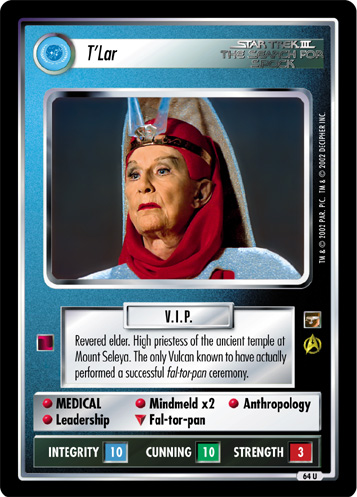 T'Lar
STAR TREK III
THE SEARCH FOR
SPOCK
TM & © 2002 PAR. PIC. TM & © 2002 DECIPHER INC.
V.I.P.
Revered elder. High priestess of the ancient temple at
Mount Seleya. The only Vulcan known to have actually
performed a successful fal-tor-pan ceremony.
MEDICAL Mindmeld x2 Anthropology
Leadership Fal-tor-pan
INTEGRITY 10 CUNNING 10 STRENGTH 3
64 U